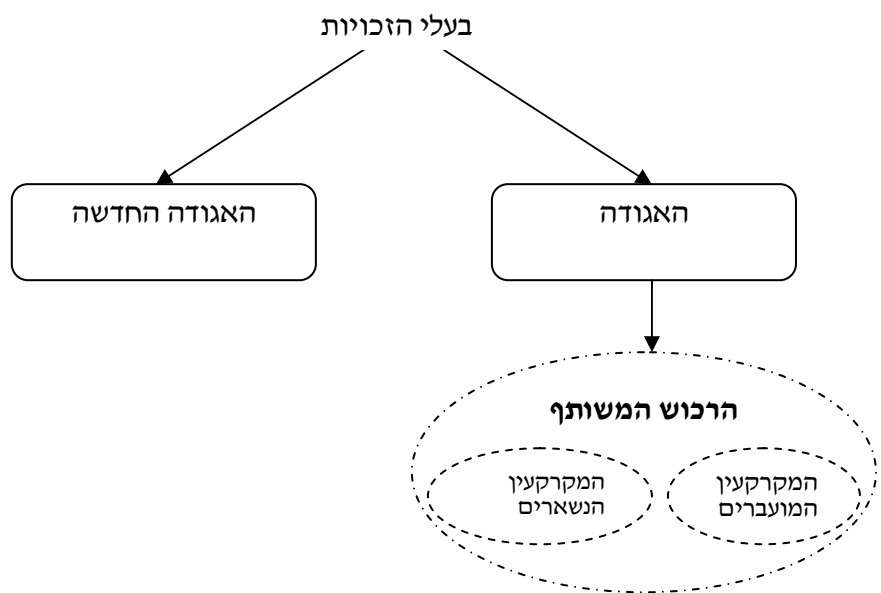 בעלי הזכויות
האגודה
האגודה החדשה
הרכוש המשותף
המקרקעין
המועברים
המקרקעין
הנשארים